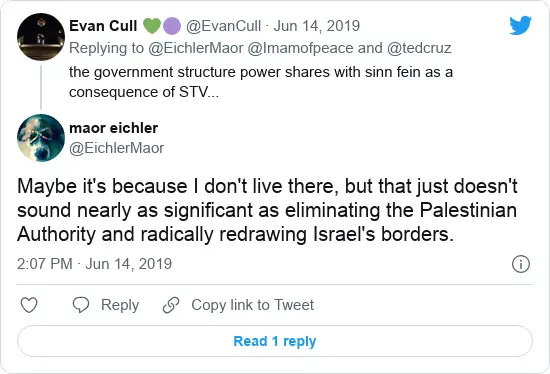 Evan Cull 💚🟣 @EvanCull · Jun 14, 2019
Replying to @EichlerMaor @Imamofpeace and @tedcruz
the government structure power shares with sinn fein as a
consequence of STV...
maor eichler
@EichlerMaor
Maybe it's because I don't live there, but that just doesn't
sound nearly as significant as eliminating the Palestinian
Authority and radically redrawing Israel's borders.
2:07 PM · Jun 14, 2019
Reply Copy link to Tweet
Read 1 reply